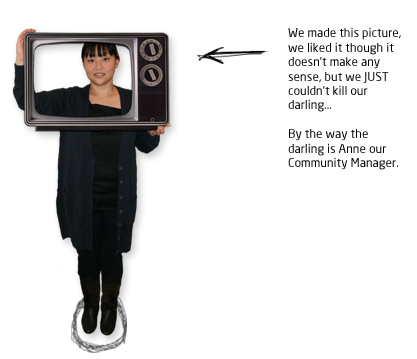 We made this picture,
we liked it though it
doesn't make any
sense, but we JUST
couldn't kill our
darling...
By the way the
darling is Anne our
Community Manager.